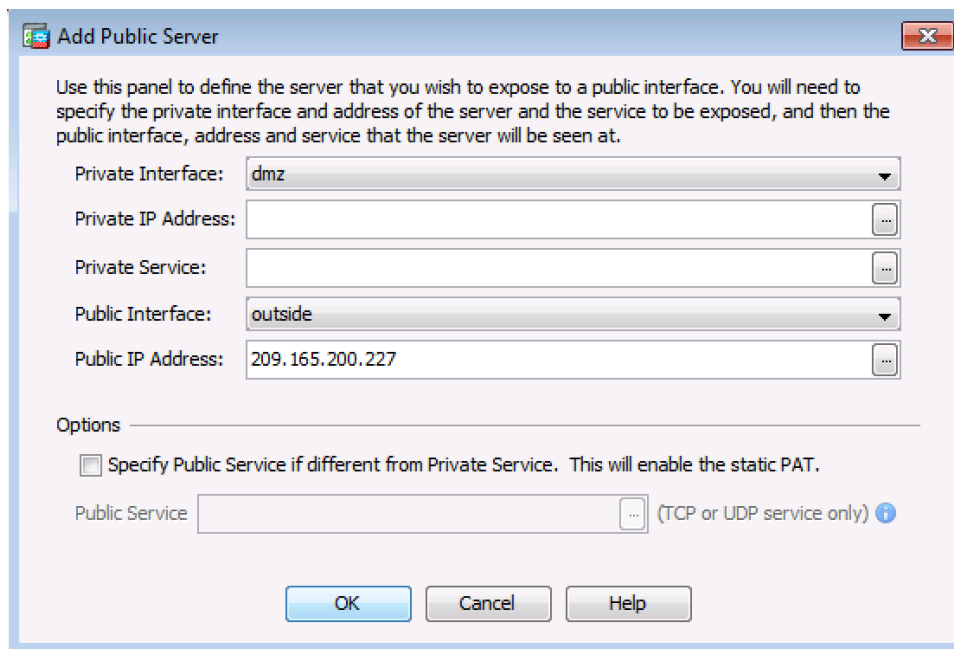 Add Public Server
Use this panel to define the server that you wish to expose to a public interface. You will need to
specify the private interface and address of the server and the service to be exposed, and then the
public interface, address and service that the server will be seen at.
Private Interface: dmz
Private IP Address: ...
Private Service: ...
Public Interface: outside
Public IP Address: 209.165.200.227 ...
Options
Specify Public Service if different from Private Service. This will enable the static PAT.
Public Service ... (TCP or UDP service only) i
OK Cancel Help